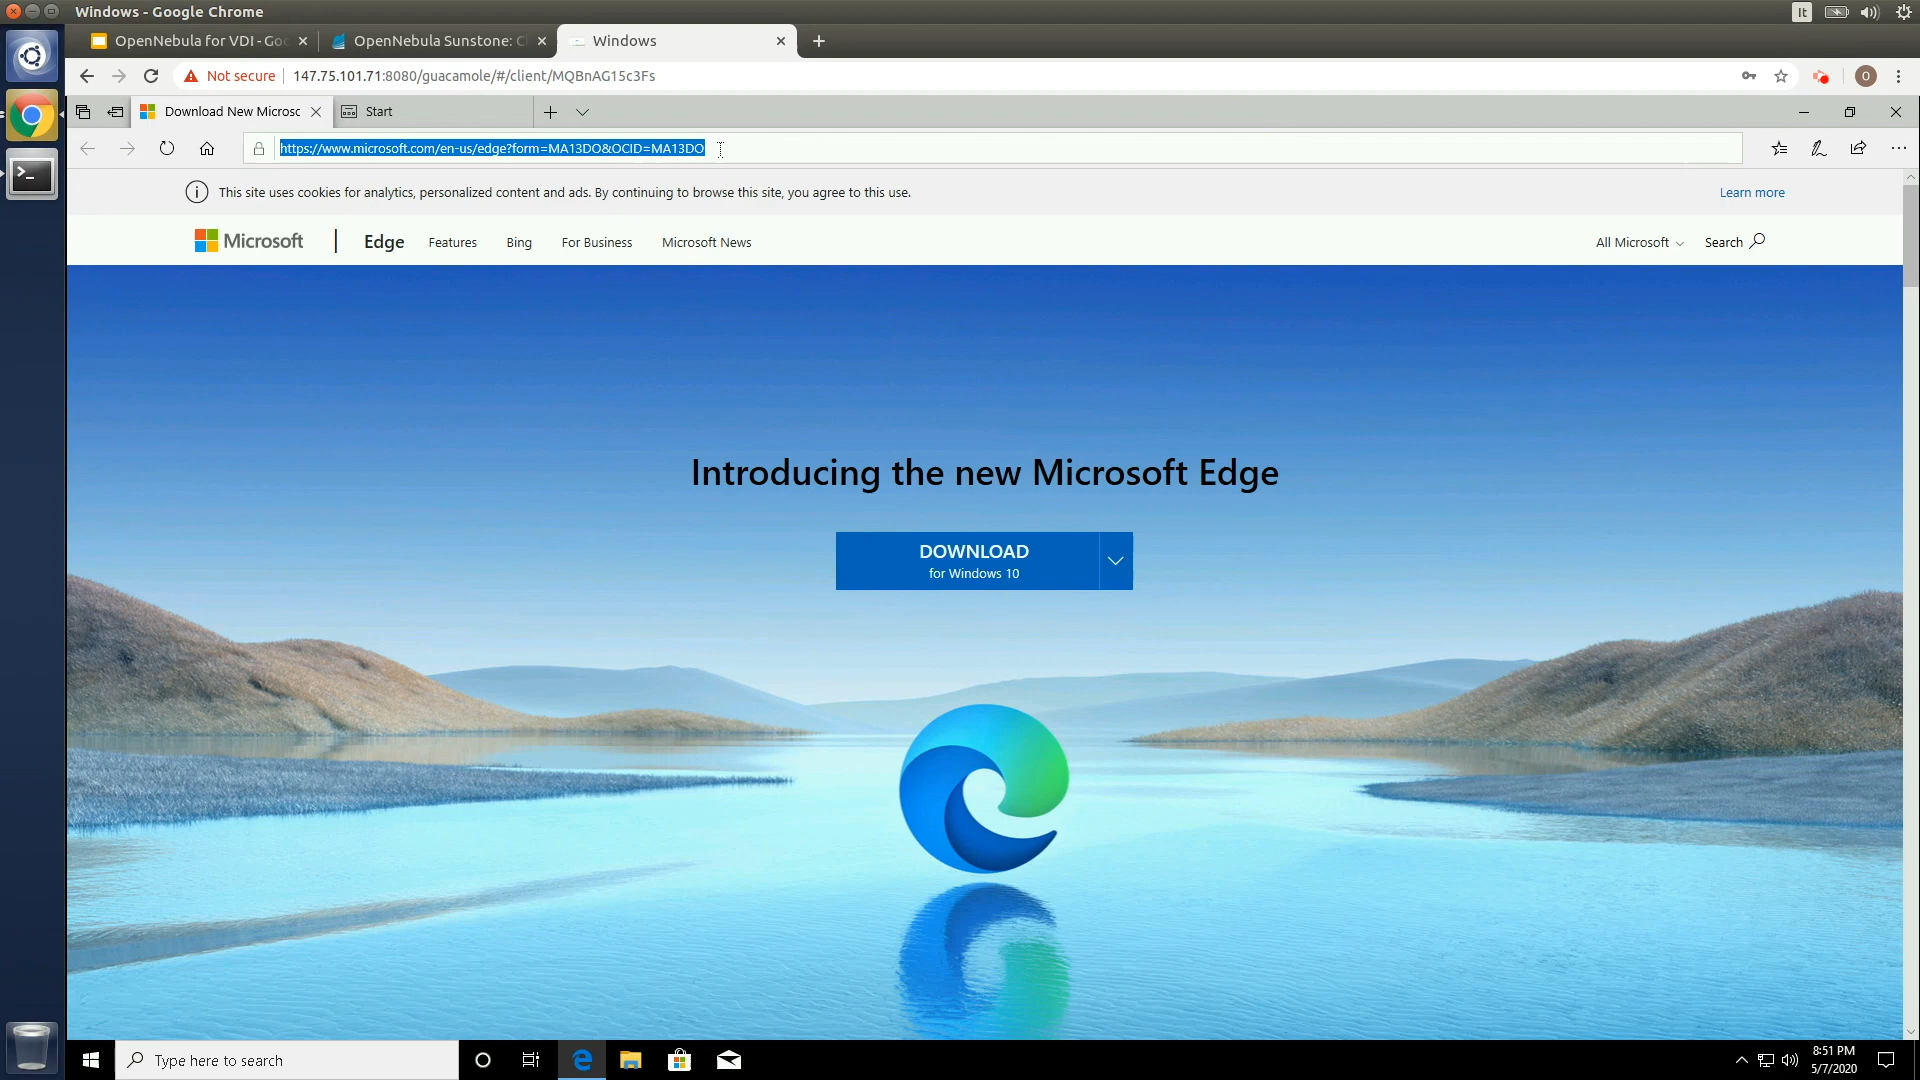 Windows - Google Chrome
It
OpenNebula for VDI - Goo
OpenNebula Sunstone: Cl
Windows
Not secure
147.75.101.71:8080/guacamole/#/client/MQBnAG15c3Fs
O
Download New Microsc
Start
https://www.microsoft.com/en-us/edge?form=MA13DO&OCID=MA13DO
This site uses cookies for analytics, personalized content and ads. By continuing to browse this site, you agree to this use.
Learn more
Microsoft
Edge
Features
Bing
For Business
Microsoft News
All Microsoft
Search
Introducing the new Microsoft Edge
DOWNLOAD
for Windows 10
Type here to search
8:51 PM
5/7/2020